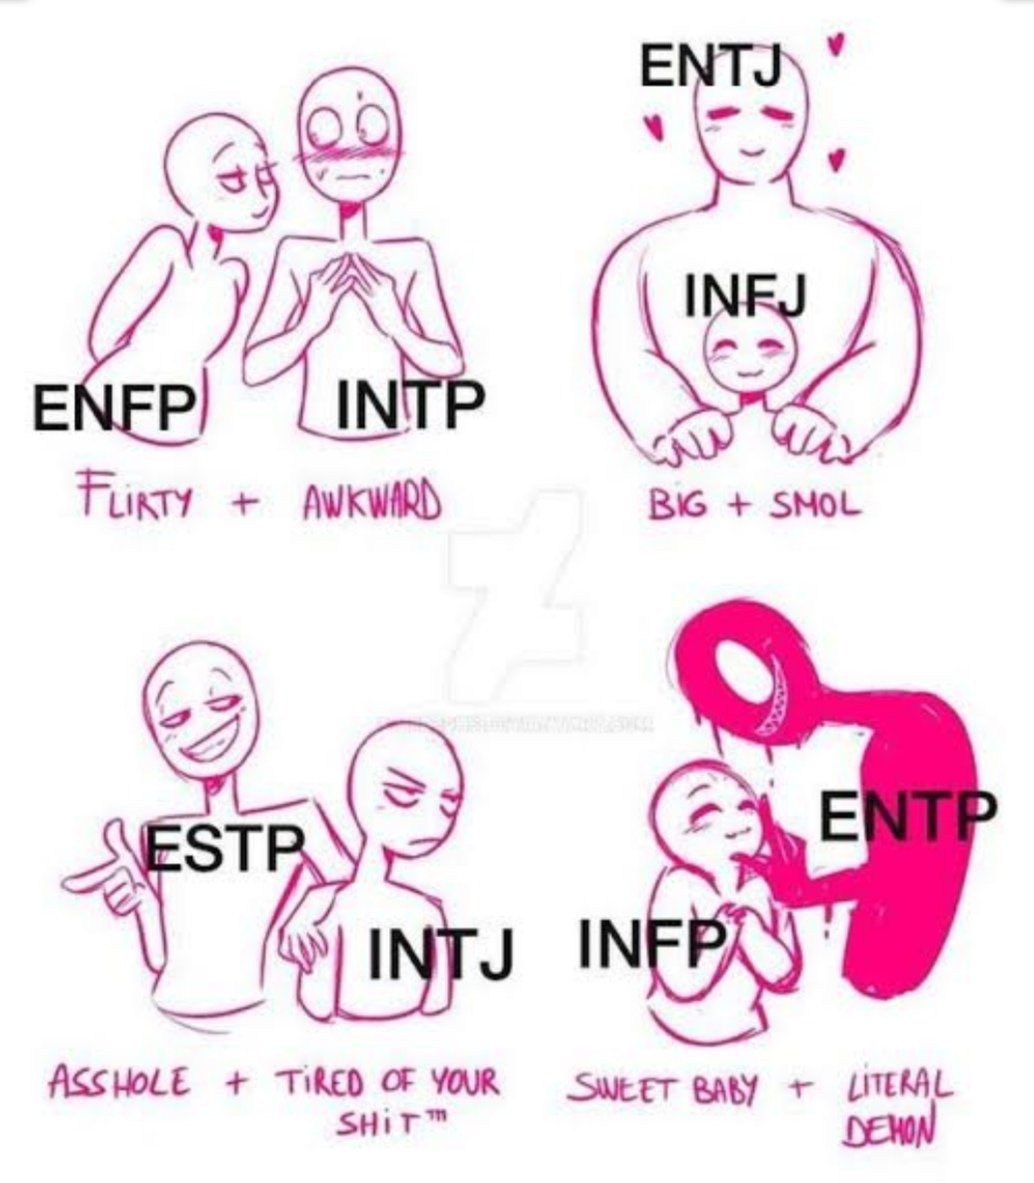 ENTJ
INFJ
ENFP INTP
FLIRTY + AWKWARD
BIG + SMOL
ESTP
INTJ
ENTP
INFP
ASSHOLE + TIRED OF YOUR
SHIT™
SWEET BABY + LITERAL
DEMON